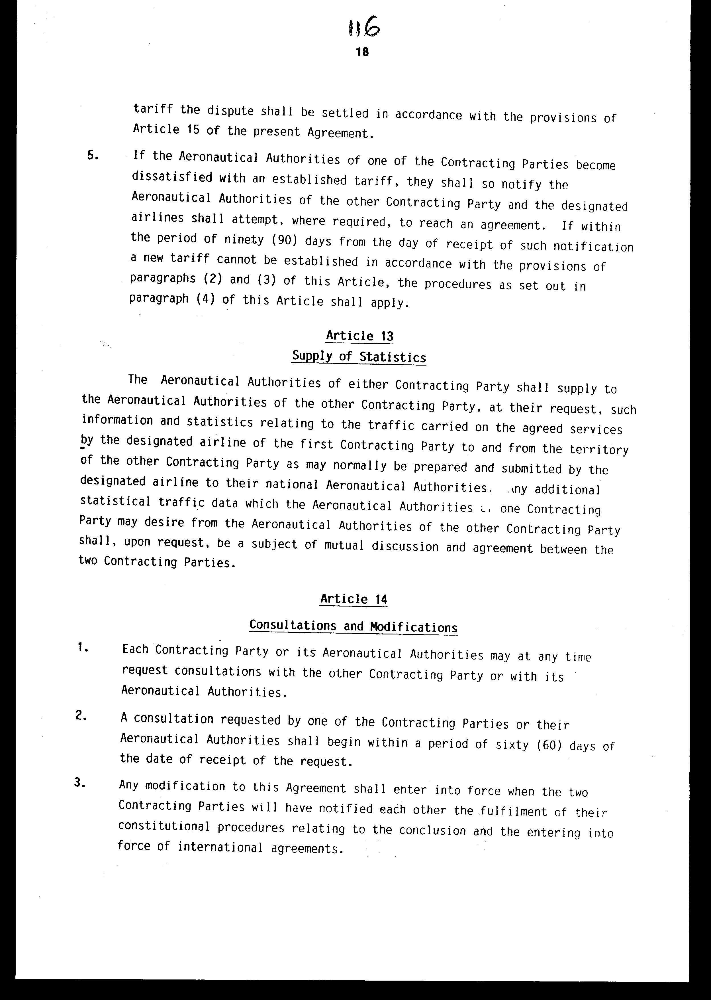 116
18
tariff the dispute shall be settled in accordance with the provisions of
Article 15 of the present Agreement.
5. If the Aeronautical Authorities of one of the Contracting Parties become
dissatisfied with an established tariff, they shall so notify the
Aeronautical Authorities of the other Contracting Party and the designated
airlines shall attempt, where required, to reach an agreement. If within
the period of ninety (90) days from the day of receipt of such notification
a new tariff cannot be established in accordance with the provisions of
paragraphs (2) and (3) of this Article, the procedures as set out in
paragraph (4) of this Article shall apply.
Article 13
Supply of Statistics
The Aeronautical Authorities of either Contracting Party shall supply to
the Aeronautical Authorities of the other Contracting Party, at their request, such
information and statistics relating to the traffic carried on the agreed services
by the designated airline of the first Contracting Party to and from the territory
of the other Contracting Party as may normally be prepared and submitted by the
designated airline to their national Aeronautical Authorities. Any additional
statistical traffic data which the Aeronautical Authorities one Contracting
Party may desire from the Aeronautical Authorities of the other Contracting Party
shall, upon request, be a subject of mutual discussion and agreement between the
two Contracting Parties.
Article 14
Consultations and Modifications
1. Each Contracting Party or its Aeronautical Authorities may at any time
request consultations with the other Contracting Party or with its
Aeronautical Authorities.
2. A consultation requested by one of the Contracting Parties or their
Aeronautical Authorities shall begin within a period of sixty (60) days of
the date of receipt of the request.
3. Any modification to this Agreement shall enter into force when the two
Contracting Parties will have notified each other the fulfilment of their
constitutional procedures relating to the conclusion and the entering into
force of international agreements.